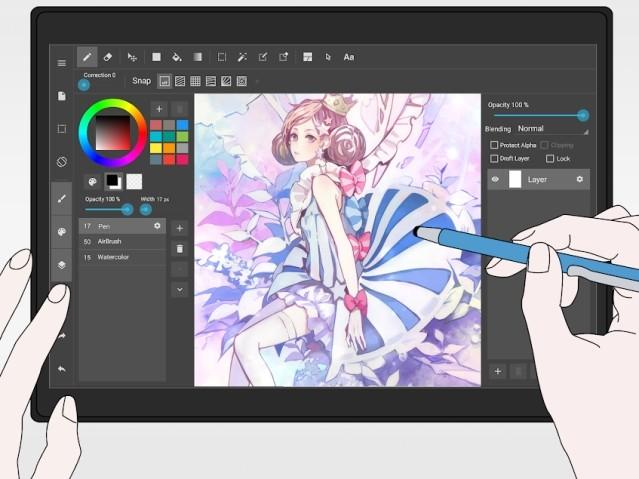 Aa
Correction 0
Snap
Opacity 100 %
Opacity 100 % Width 17 px
Blending Normal
Protect Alpha Clipping
Draft Layer Lock
Layer
17 Pen
50 AirBrush
15 Watercolor